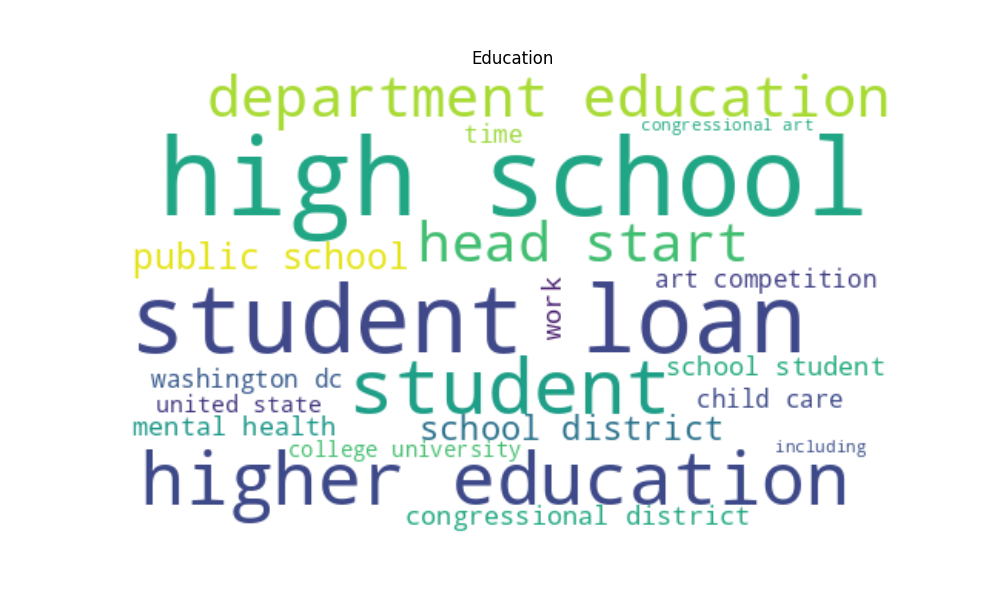 Education
department education
congressional art
time
high school
head start
public school
art competition
work
student loan
school student
washington dc
student
child care
united state
mental health
school district
college university
including
higher education
congressional district